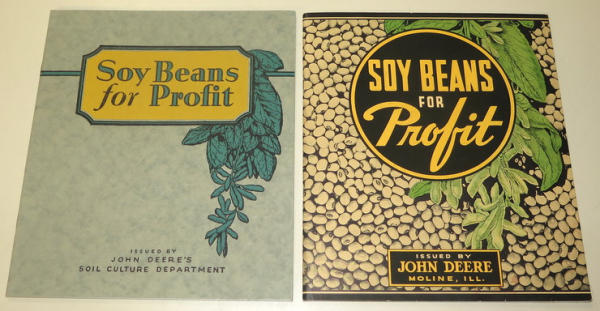 Soy Beans
for Profit
ISSUED BY
JOHN DEERE'S
SOIL CULTURE DEPARTMENT
SOY BEANS
FOR
Profit
ISSUED BY
JOHN DEERE
MOLINE, ILL.